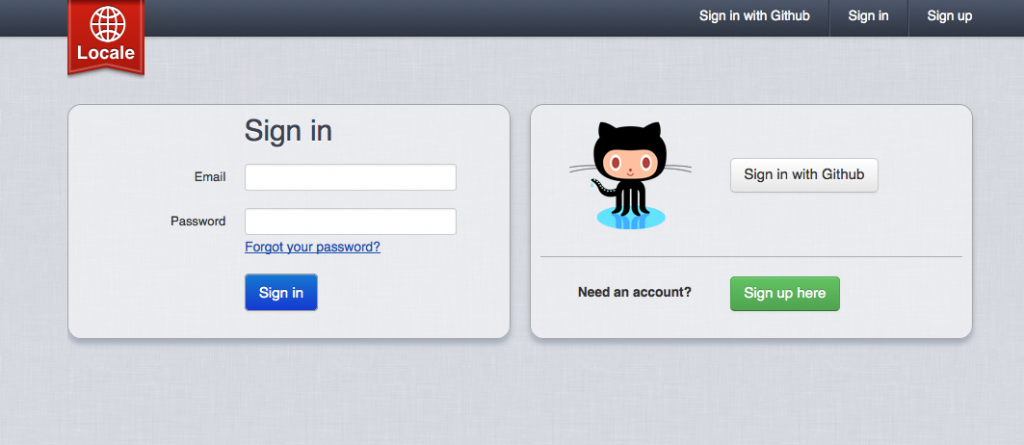 Sign in with Github
Sign in
Sign up
Locale
Sign in
Email
Password
Forgot your password?
Sign in
Sign in with Github
Need an account?
Sign up here